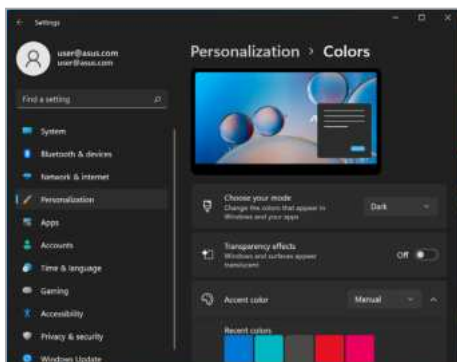 Settings
user@asus.com
user@asus.com
Find a setting
System
Bluetooth & devices
Network & internet
Personalization
Apps
Accounts
Time & language
Gaming
Accessibility
Privacy & security
Windows Update
Personalization > Colors
Choose your mode
Change the colors that appear in
Windows and your apps
Dark
Transparency effects
Windows and surfaces appear
translucent
Off
Accent color
Manual
Recent colors